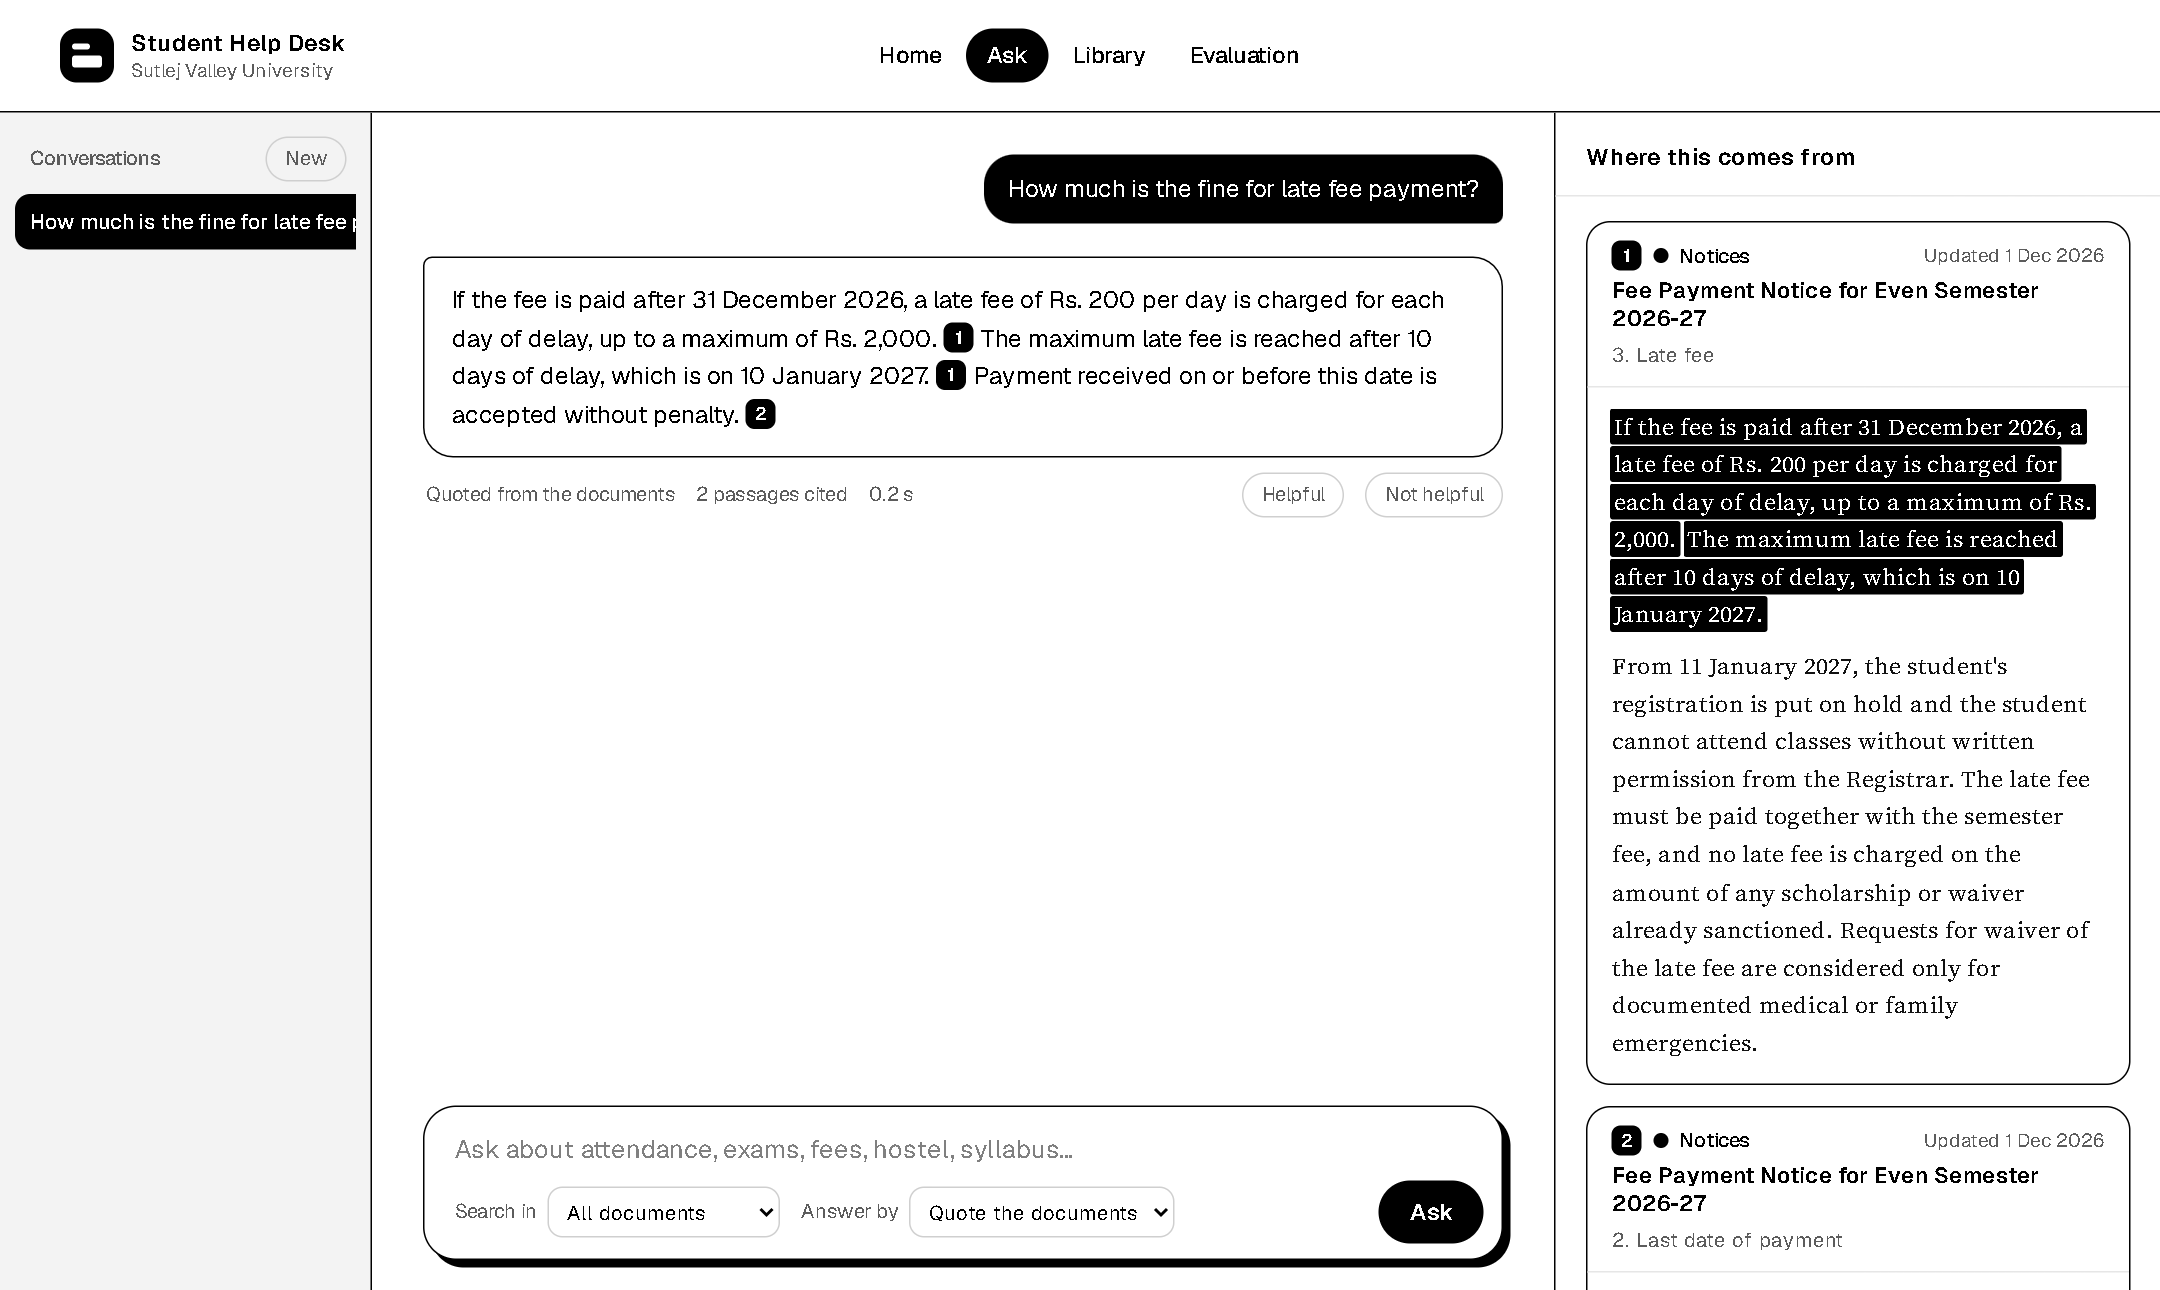 Student Help Desk
Sutlej Valley University
Home
Ask
Library
Evaluation
Conversations
New
How much is the fine for late fee
How much is the fine for late fee payment?
If the fee is paid after 31 December 2026, a late fee of Rs. 200 per day is charged for each
day of delay, up to a maximum of Rs. 2,000. 1 The maximum late fee is reached after 10
days of delay, which is on 10 January 2027. 1 Payment received on or before this date is
accepted without penalty. 2
Quoted from the documents
2 passages cited
0.2 s
Helpful
Not helpful
Ask about attendance, exams, fees, hostel, syllabus...
Search in
All documents
Answer by
Quote the documents
Ask
Where this comes from
1
Notices
Updated 1 Dec 2026
Fee Payment Notice for Even Semester
2026-27
3. Late fee
If the fee is paid after 31 December 2026, a
late fee of Rs. 200 per day is charged for
each day of delay, up to a maximum of Rs.
2,000. The maximum late fee is reached
after 10 days of delay, which is on 10
January 2027.
From 11 January 2027, the student's
registration is put on hold and the student
cannot attend classes without written
permission from the Registrar. The late fee
must be paid together with the semester
fee, and no late fee is charged on the
amount of any scholarship or waiver
already sanctioned. Requests for waiver of
the late fee are considered only for
documented medical or family
emergencies.
2
Notices
Updated 1 Dec 2026
Fee Payment Notice for Even Semester
2026-27
2. Last date of payment